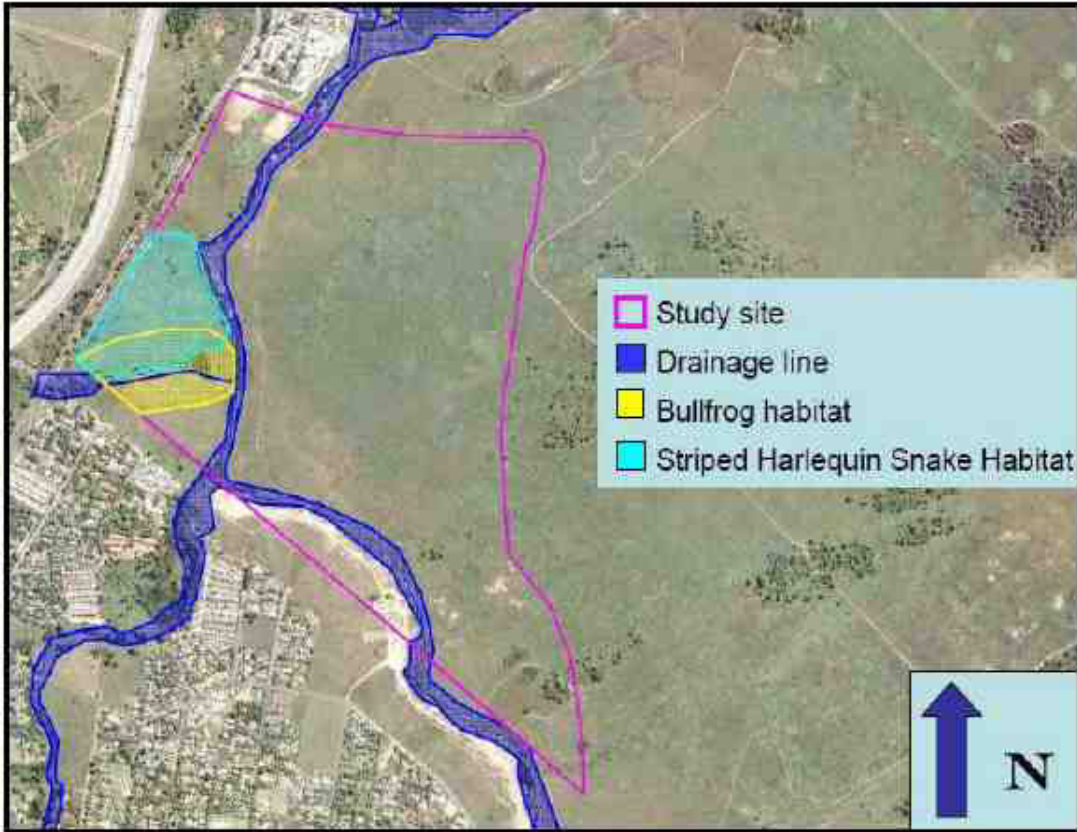 Study site
Drainage line
Bullfrog habitat
Striped Harlequin Snake Habitat
N